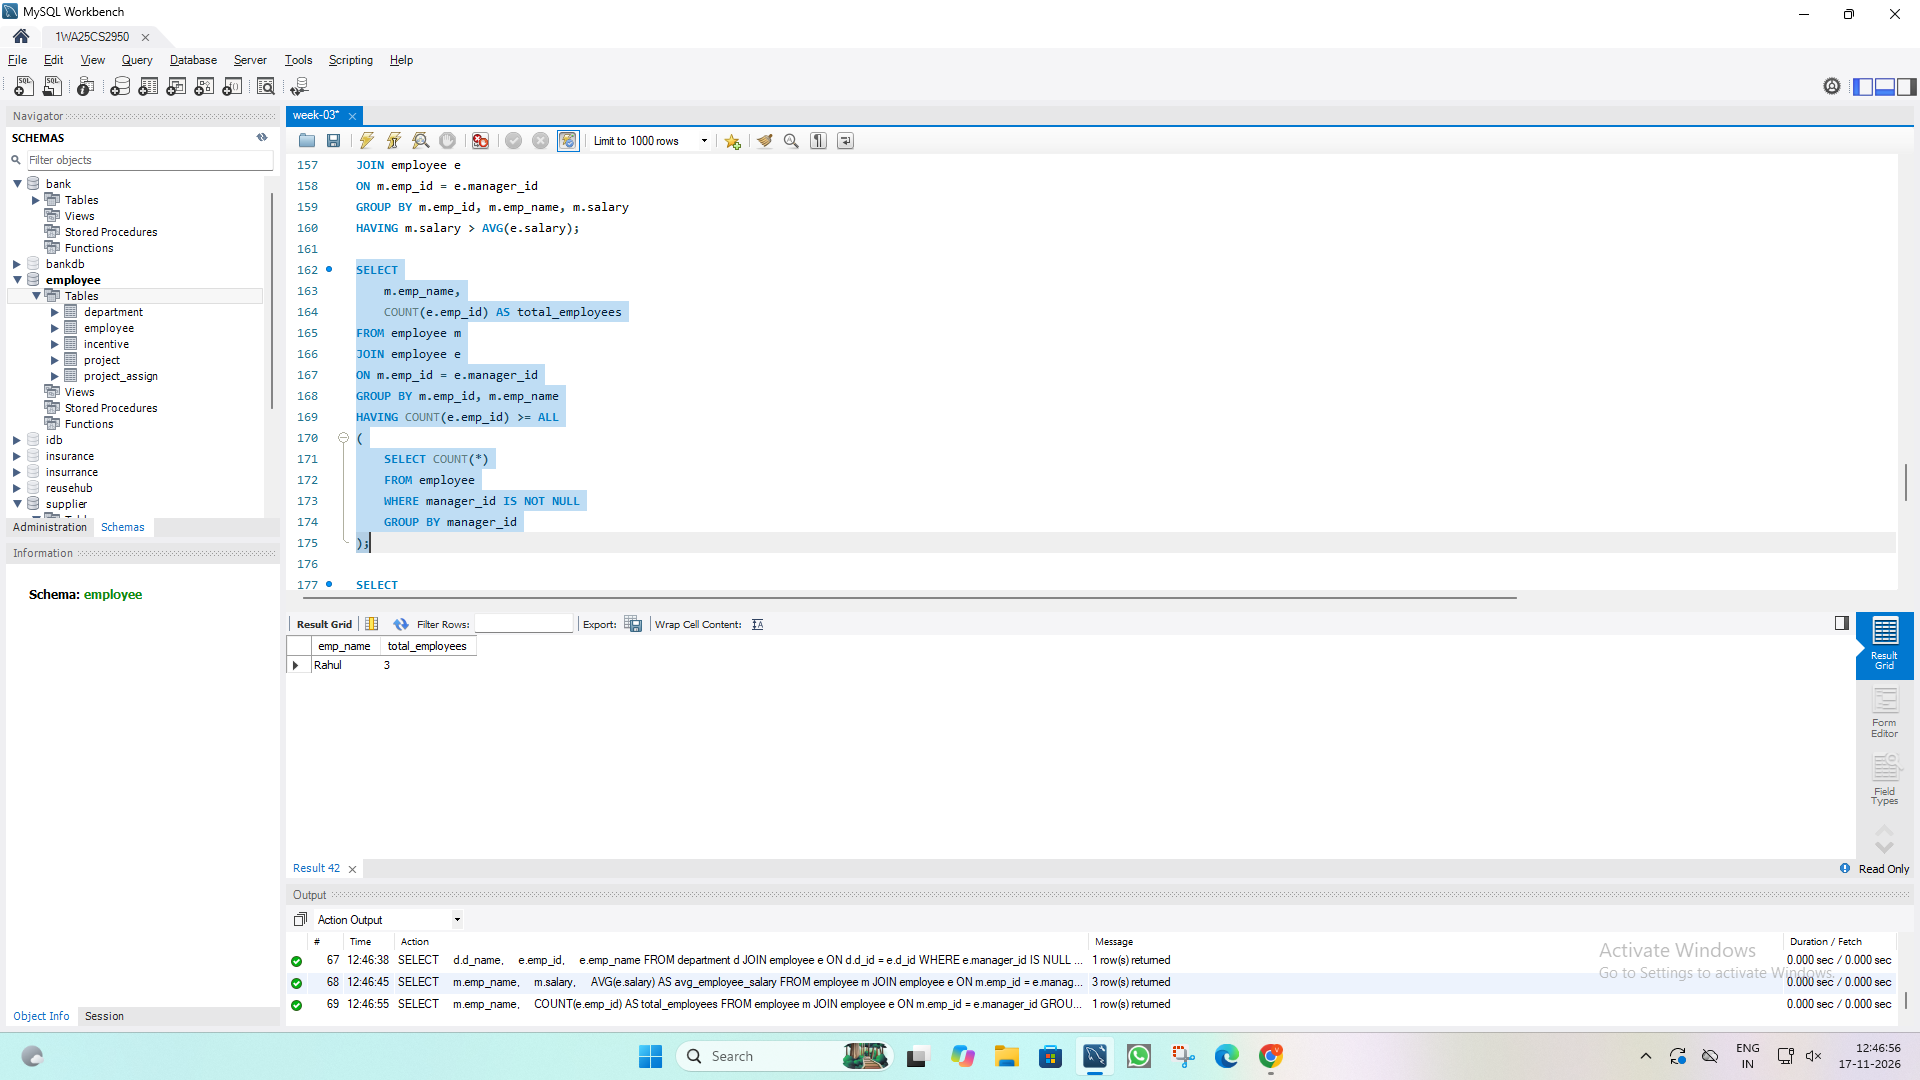 MySQL Workbench
1WA25CS2950
File Edit View Query Database Server Tools Scripting Help
Navigator
SCHEMAS
Filter objects
bank
Tables
Views
Stored Procedures
Functions
bankdb
employee
Tables
department
employee
incentive
project
project_assign
Views
Stored Procedures
Functions
idb
insurance
insurrance
reusehub
supplier
Administration Schemas
Information
Schema: employee
Object Info Session
week-03*
Limit to 1000 rows
157 JOIN employee e
158 ON m.emp_id = e.manager_id
159 GROUP BY m.emp_id, m.emp_name, m.salary
160 HAVING m.salary > AVG(e.salary);
161
162 SELECT
163 m.emp_name,
164 COUNT(e.emp_id) AS total_employees
165 FROM employee m
166 JOIN employee e
167 ON m.emp_id = e.manager_id
168 GROUP BY m.emp_id, m.emp_name
169 HAVING COUNT(e.emp_id) >= ALL
170 (
171 SELECT COUNT(*)
172 FROM employee
173 WHERE manager_id IS NOT NULL
174 GROUP BY manager_id
175 );
176
177 SELECT
Result Grid Filter Rows: Export: Wrap Cell Content:
emp_name total_employees
Rahul 3
Result Grid
Form Editor
Field Types
Result 42
Read Only
Output
Action Output
# Time Action Message Duration / Fetch
67 12:46:38 SELECT d.d_name, e.emp_id, e.emp_name FROM department d JOIN employee e ON d.d_id = e.d_id WHERE e.manager_id IS NULL ... 1 row(s) returned 0.000 sec / 0.000 sec
68 12:46:45 SELECT m.emp_name, m.salary, AVG(e.salary) AS avg_employee_salary FROM employee m JOIN employee e ON m.emp_id = e.manag... 3 row(s) returned 0.000 sec / 0.000 sec
69 12:46:55 SELECT m.emp_name, COUNT(e.emp_id) AS total_employees FROM employee m JOIN employee e ON m.emp_id = e.manager_id GROU... 1 row(s) returned 0.000 sec / 0.000 sec
Activate Windows
Go to Settings to activate Windows.
Search
ENG
IN
12:46:56
17-11-2026